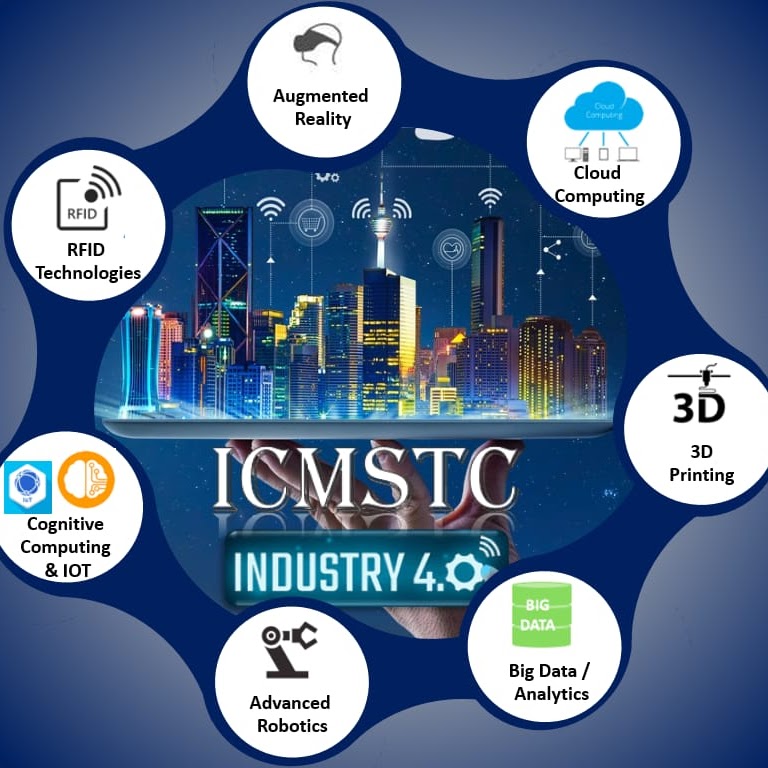 Augmented
Reality
Cloud
Computing
Cloud
Computing
RFID
RFID
Technologies
3D
3D
Printing
ICMSTC
INDUSTRY 4.0
IoT
Cognitive
Computing
& IOT
BIG
DATA
Big Data /
Analytics
Advanced
Robotics